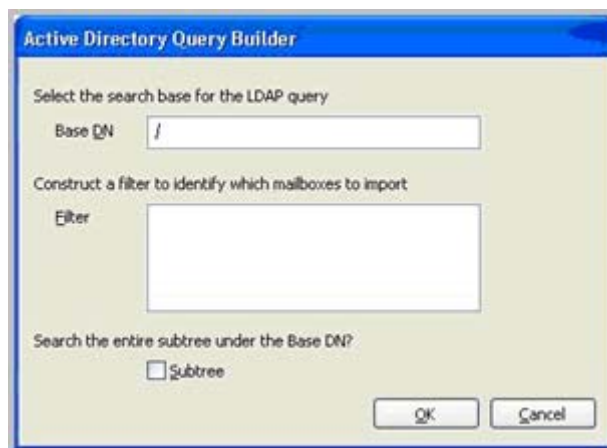 Active Directory Query Builder
Select the search base for the LDAP query
Base DN /
Construct a filter to identify which mailboxes to import
Filter
Search the entire subtree under the Base DN?
Subtree
OK Cancel